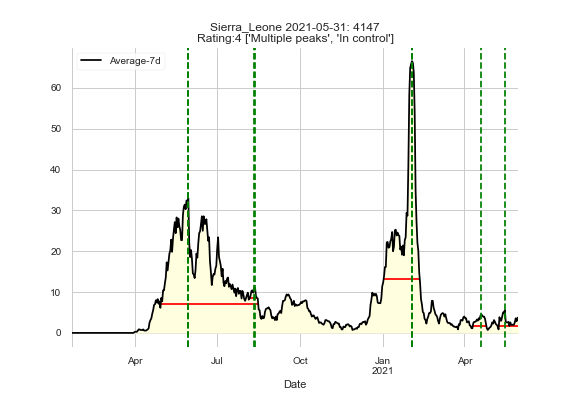 Sierra_Leone 2021-05-31: 4147
Rating:4 ['Multiple peaks', 'In control']
Average-7d
60
50
40
30
20
10
0
Apr
Jul
Oct
Jan
2021
Apr
Date